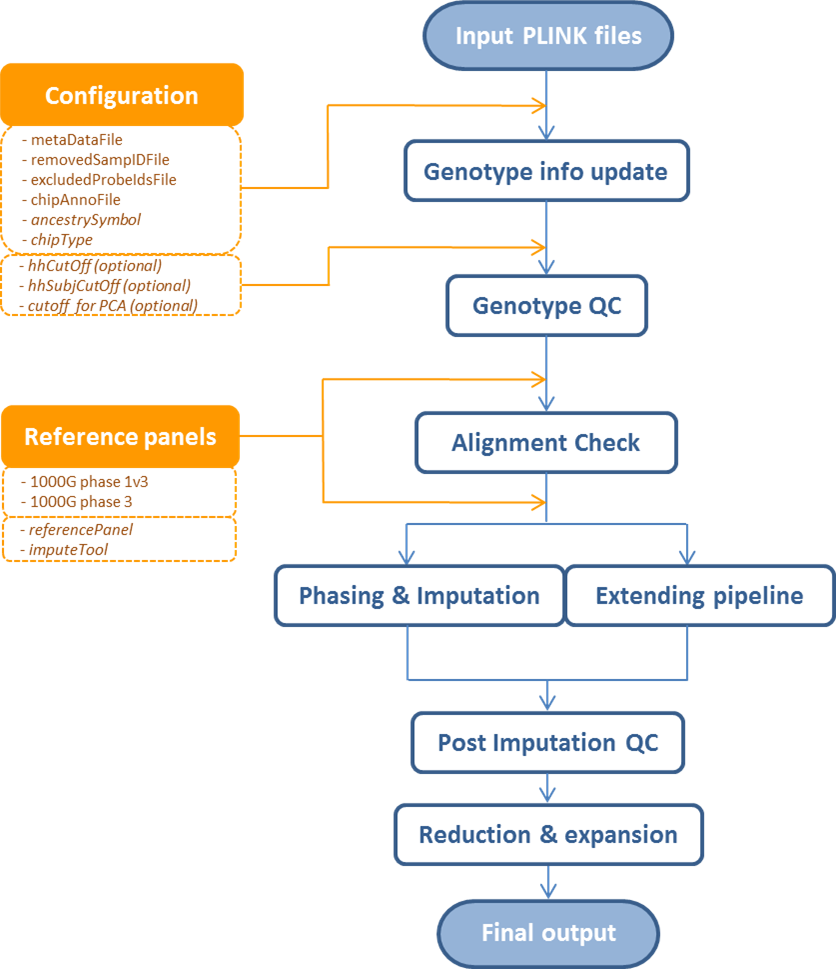 Input PLINK files
Configuration
- metaDataFile
- removedSampIDFile
- excludedProbeIdsFile
- chipAnnoFile
- ancestrySymbol
- chipType
- hhCutOff (optional)
- hhSubjCutOff (optional)
- cutoff for PCA (optional)
Genotype info update
Genotype QC
Reference panels
- 1000G phase 1v3
- 1000G phase 3
- referencePanel
- imputeTool
Alignment Check
Phasing & Imputation
Extending pipeline
Post Imputation QC
Reduction & expansion
Final output